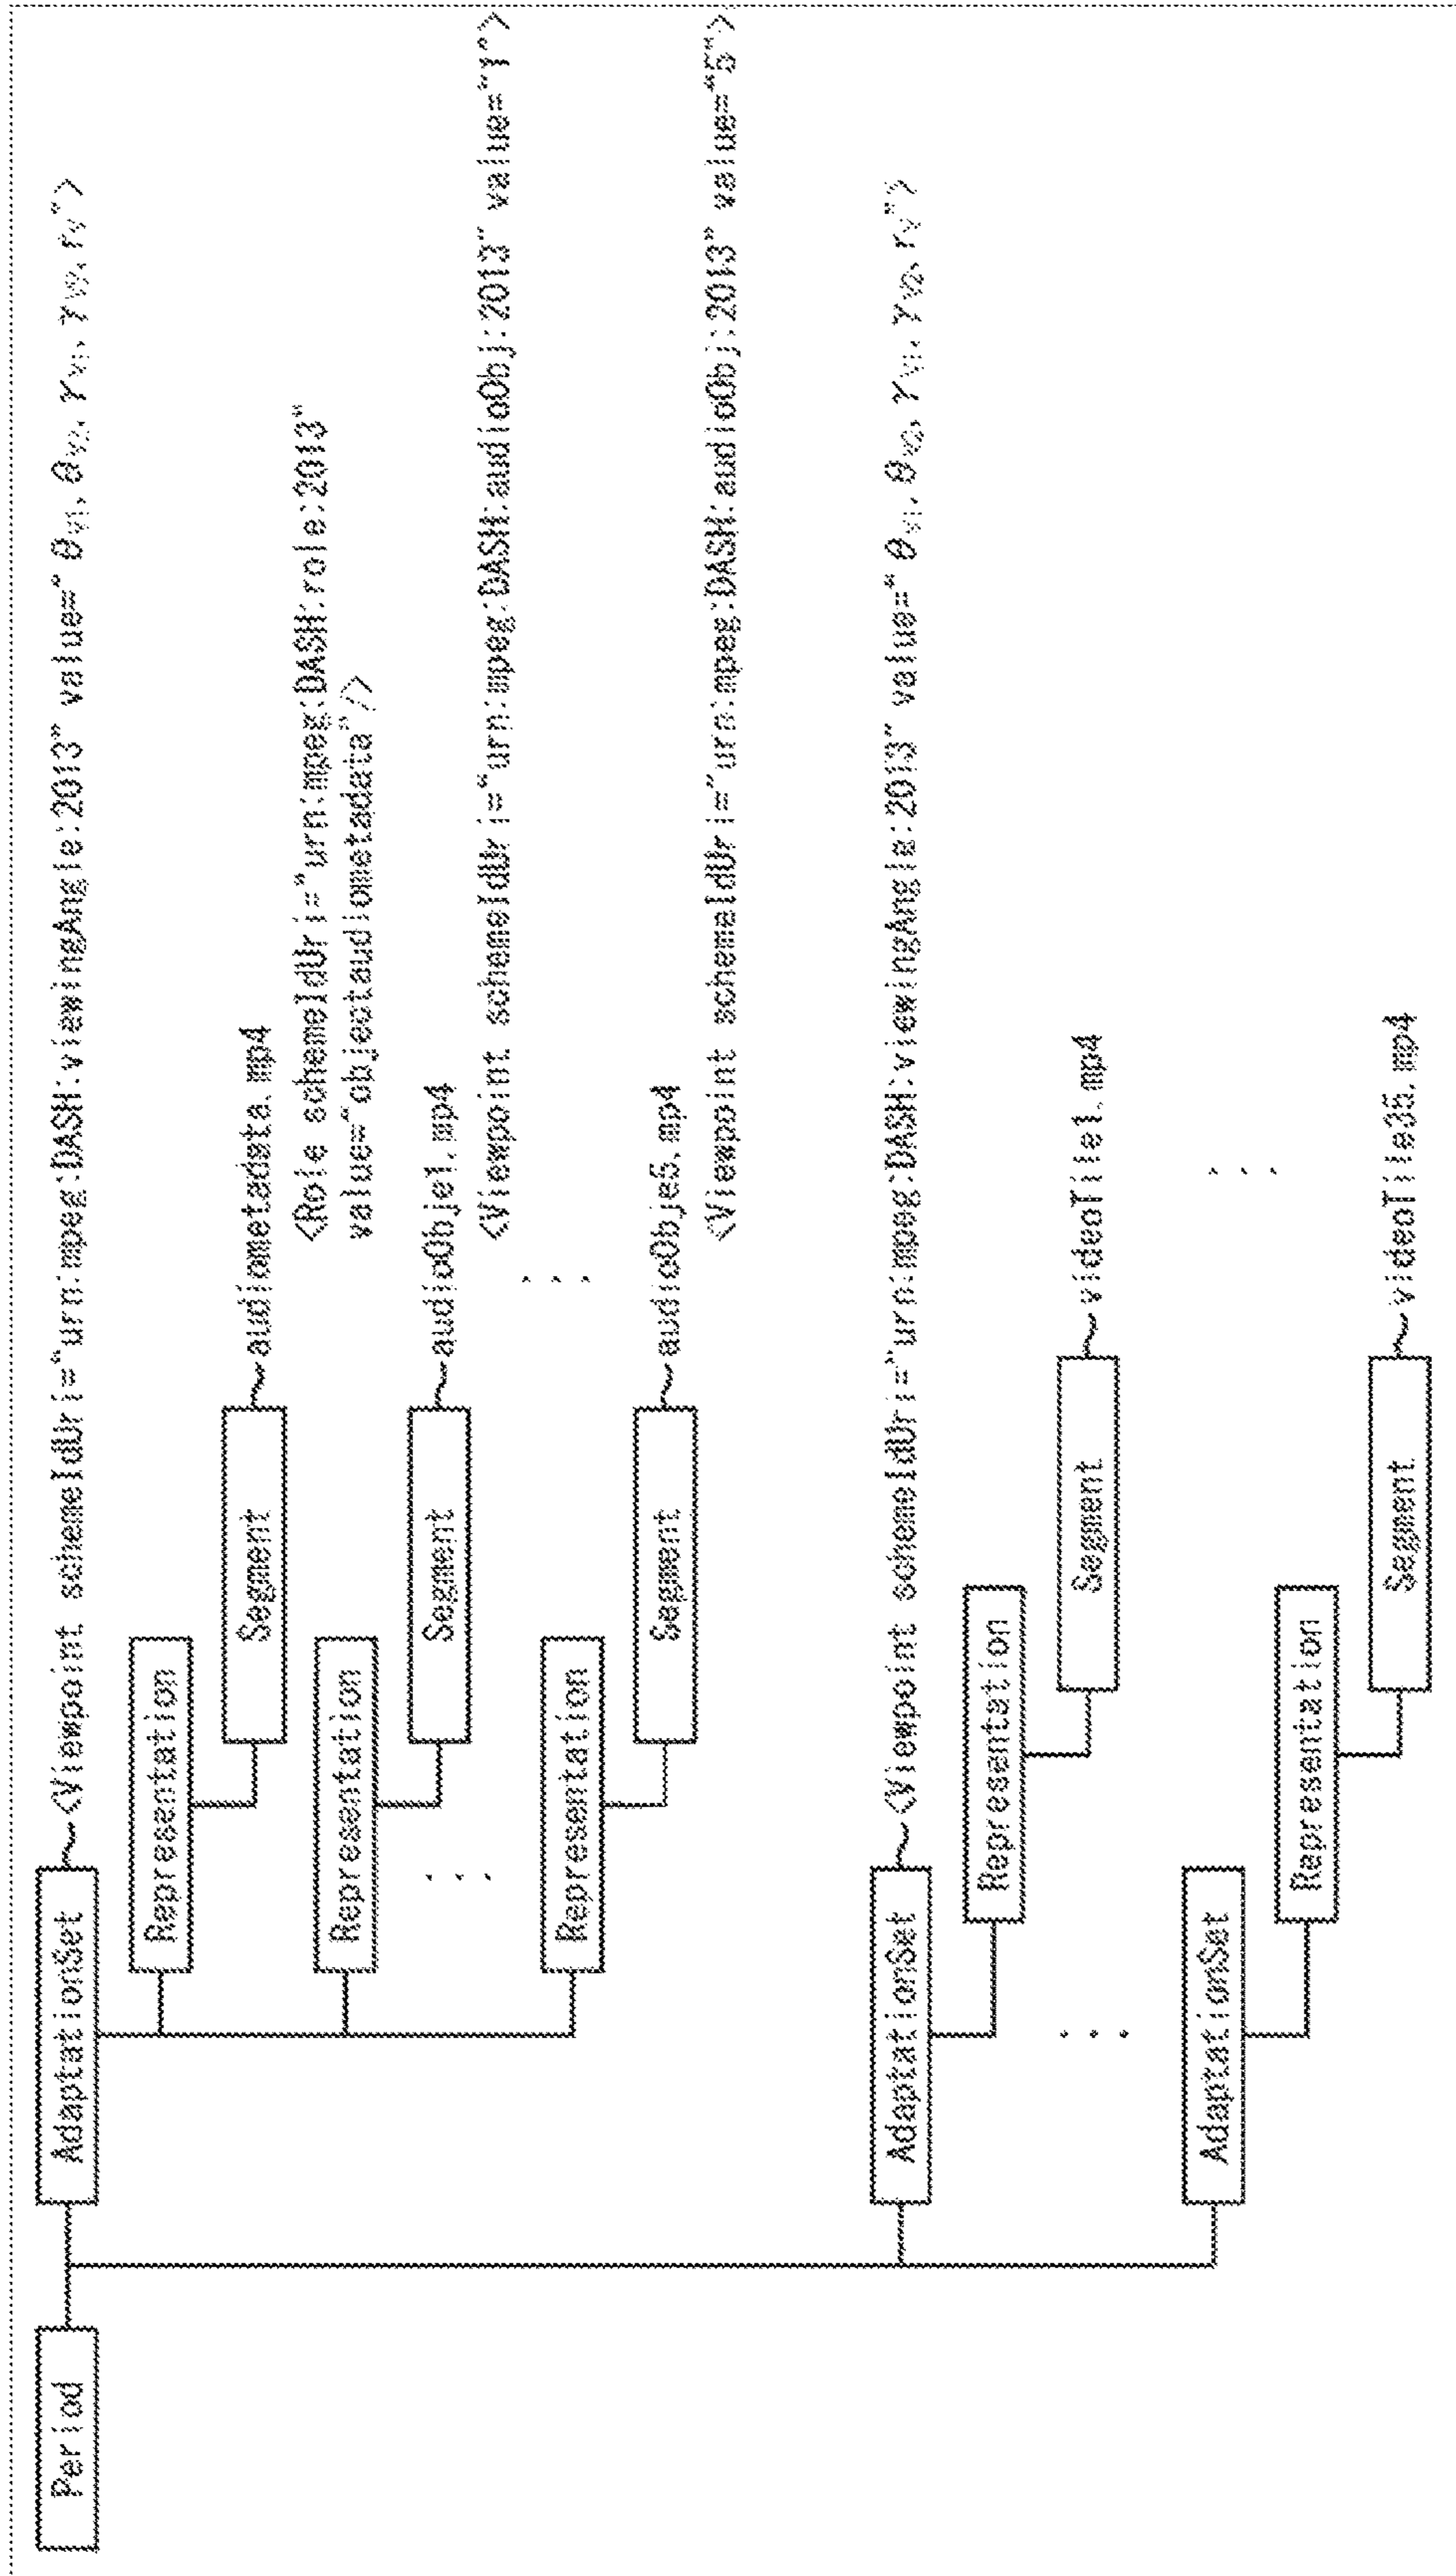 Period
AdaptationSet
<Viewpoint schemeIdUri="urn:mpeg:DASH:viewingAngle:2013" value=" θv1, θv2, γv1, γv2, rv">
Representation
Segment
audiometadata.mp4
<Role schemeIdUri="urn:mpeg:DASH:role:2013"
value="objectaudiometadata"/>
Representation
Segment
audioObje1.mp4
<Viewpoint schemeIdUri="urn:mpeg:DASH:audioObj:2013" value="1">
...
...
Representation
Segment
audioObje5.mp4
<Viewpoint schemeIdUri="urn:mpeg:DASH:audioObj:2013" value="5">
AdaptationSet
<Viewpoint schemeIdUri="urn:mpeg:DASH:viewingAngle:2013" value=" θv1, θv2, γv1, γv2, rv">
Representation
Segment
videoTile1.mp4
...
...
AdaptationSet
Representation
Segment